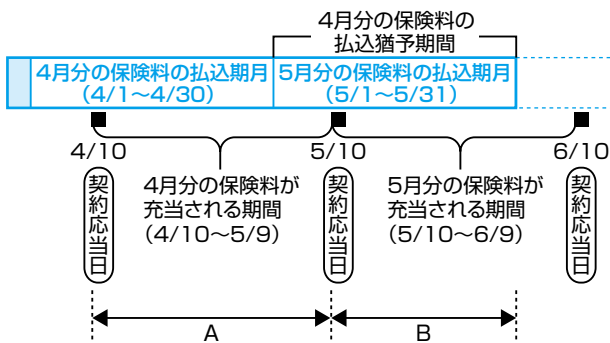 4月分の保険料の
払込猶予期間
4月分の保険料の払込期月
(4/1〜4/30)
5月分の保険料の払込期月
(5/1〜5/31)
4/10
5/10
6/10
契約応当日
4月分の保険料が
充当される期間
(4/10〜5/9)
契約応当日
5月分の保険料が
充当される期間
(5/10〜6/9)
契約応当日
A
B